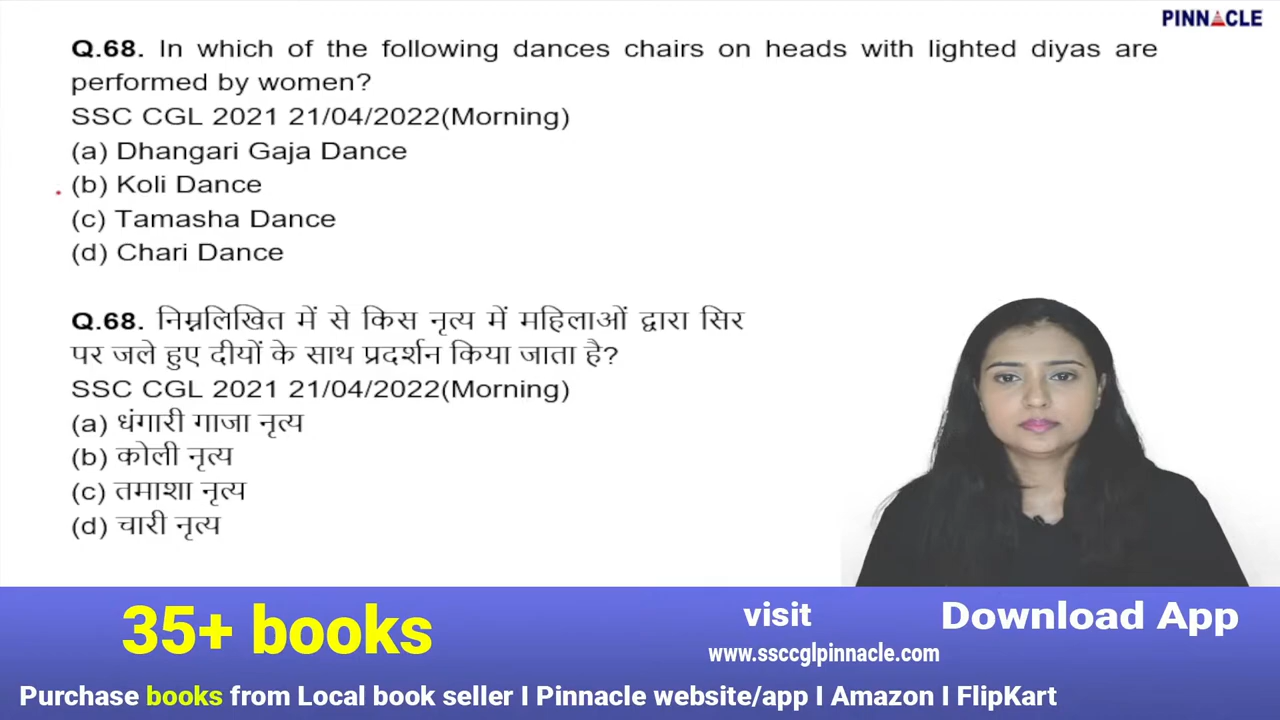 PINNACLE
Q.68. In which of the following dances chairs on heads with lighted diyas are
performed by women?
SSC CGL 2021 21/04/2022(Morning)
(a) Dhangari Gaja Dance
(b) Koli Dance
(c) Tamasha Dance
(d) Chari Dance
Q.68. निम्नलिखित में से किस नृत्य में महिलाओं द्वारा सिर
पर जले हुए दीयों के साथ प्रदर्शन किया जाता है?
SSC CGL 2021 21/04/2022(Morning)
(a) धंगारी गाजा नृत्य
(b) कोली नृत्य
(c) तमाशा नृत्य
(d) चारी नृत्य
35+ books
visit
www.ssccglpinnacle.com
Download App
Purchase books from Local book seller I Pinnacle website/app I Amazon I FlipKart